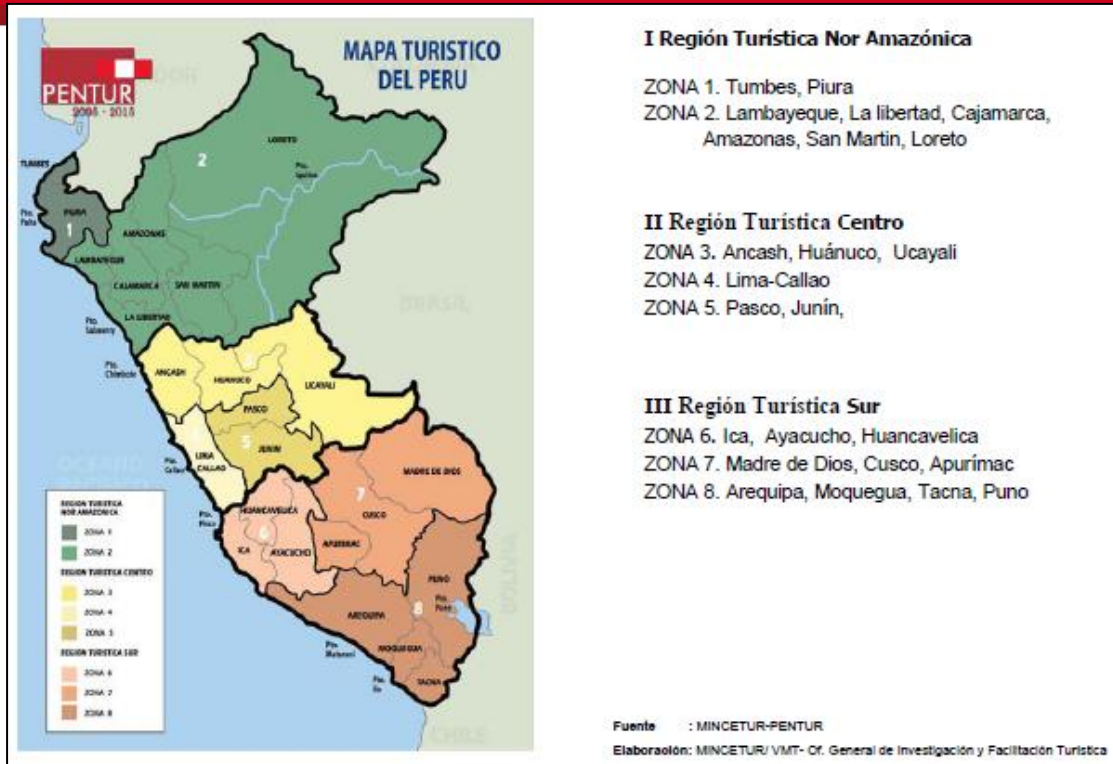 MAPA TURISTICO
DEL PERU
PENTUR
LORETO
2
TUMBES
PIURA
1
AMAZONAS
LAMBAYEQUE
CAJAMARCA
SAN MARTIN
LA LIBERTAD
BRASIL
ANCASH
HUANUCO
UCAYALI
PASCO
5
JUNIN
LIMA
CALLAO
MADRE DE DIOS
7
CUSCO
HUANCAVELICA
6
ICA
AYACUCHO
APURIMAC
PUNO
BOLIVIA
8
AREQUIPA
MOQUEGUA
TACNA
CHILE
REGION TURISTICA
NOR AMAZONICA
ZONA 1
ZONA 2
REGION TURISTICA CENTRO
ZONA 3
ZONA 4
ZONA 5
REGION TURISTICA SUR
ZONA 6
ZONA 7
ZONA 8
I Región Turística Nor Amazónica
ZONA 1. Tumbes, Piura
ZONA 2. Lambayeque, La libertad, Cajamarca,
Amazonas, San Martin, Loreto
II Región Turística Centro
ZONA 3. Ancash, Huánuco, Ucayali
ZONA 4. Lima-Callao
ZONA 5. Pasco, Junín,
III Región Turística Sur
ZONA 6. Ica, Ayacucho, Huancavelica
ZONA 7. Madre de Dios, Cusco, Apurímac
ZONA 8. Arequipa, Moquegua, Tacna, Puno
Fuente : MINCETUR-PENTUR
Elaboración: MINCETUR/ VMT- Of. General de Investigación y Facilitación Turística